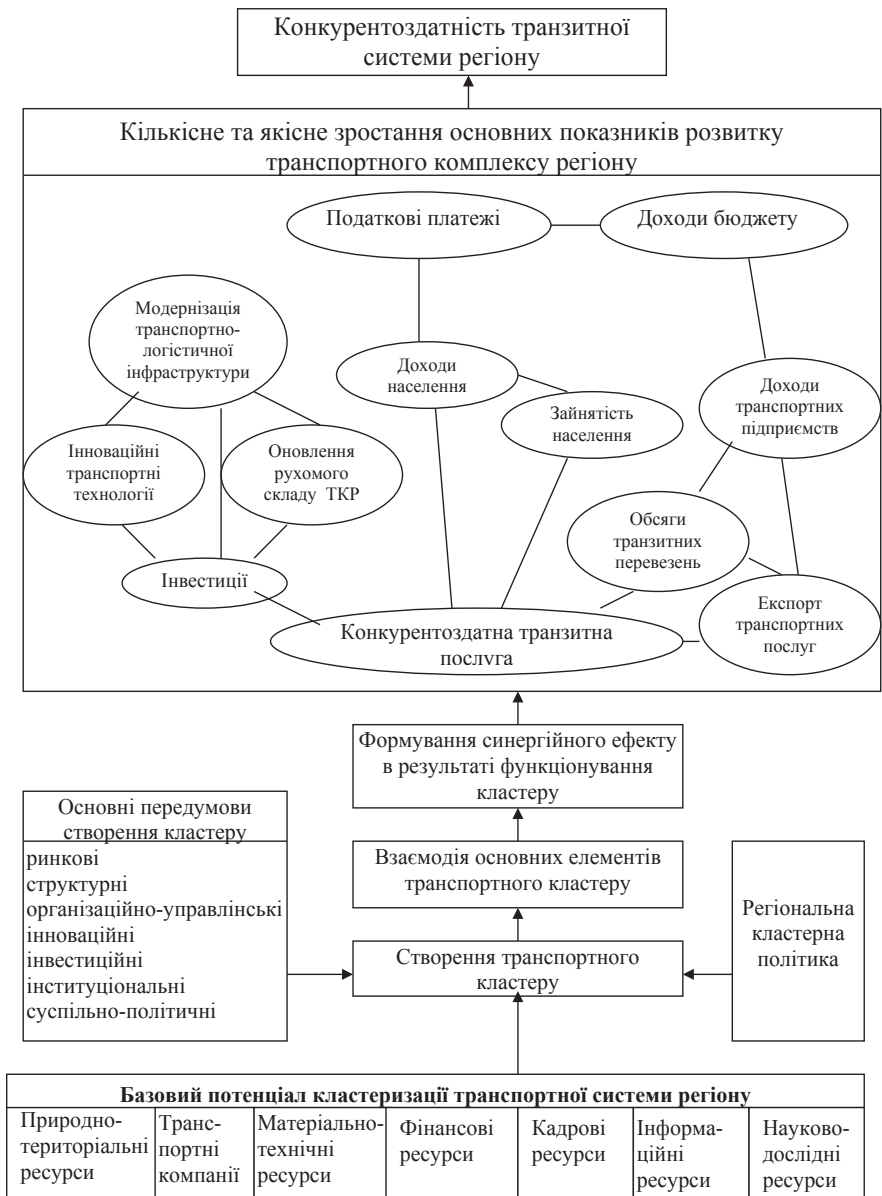 Конкурентоздатність транзитної
системи регіону
Кількісне та якісне зростання основних показників розвитку
транспортного комплексу регіону
Податкові платежі
Доходи бюджету
Модернізація
транспортно-
логістичної
інфраструктури
Доходи
населення
Зайнятість
населення
Доходи
транспортних
підприємств
Інноваційні
транспортні
технології
Оновлення
рухомого
складу ТКР
Обсяги
транзитних
перевезень
Інвестиції
Експорт
транспортних
послуг
Конкурентоздатна транзитна
послуга
Формування синергійного ефекту
в результаті функціонування
кластеру
Основні передумови
створення кластеру
ринкові
структурні
організаційно-управлінські
інноваційні
інвестиційні
інституціональні
суспільно-політичні
Взаємодія основних елементів
транспортного кластеру
Створення транспортного
кластеру
Регіональна
кластерна
політика
Базовий потенціал кластеризації транспортної системи регіону
Природно-
територіальні
ресурси
Транс-
портні
компанії
Матеріально-
технічні
ресурси
Фінансові
ресурси
Кадрові
ресурси
Інформа-
ційні
ресурси
Науково-
дослідні
ресурси